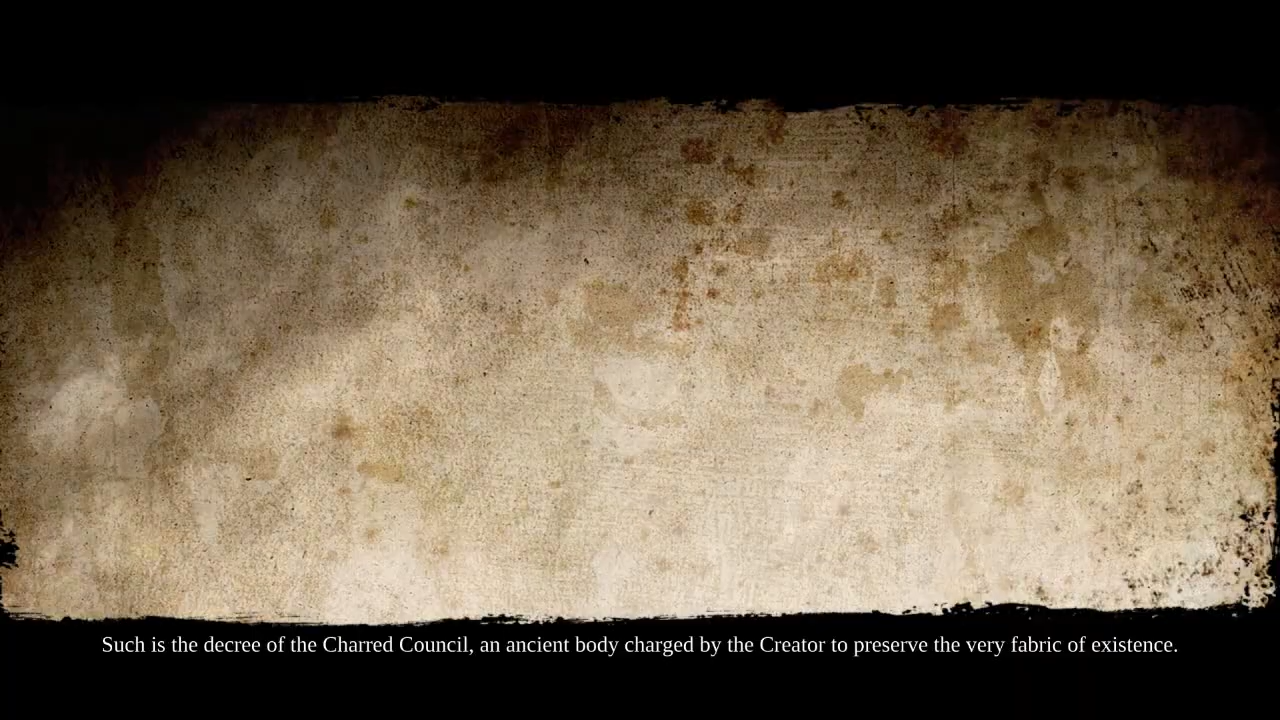 Such is the decree of the Charred Council, an ancient body charged by the Creator to preserve the very fabric of existence.